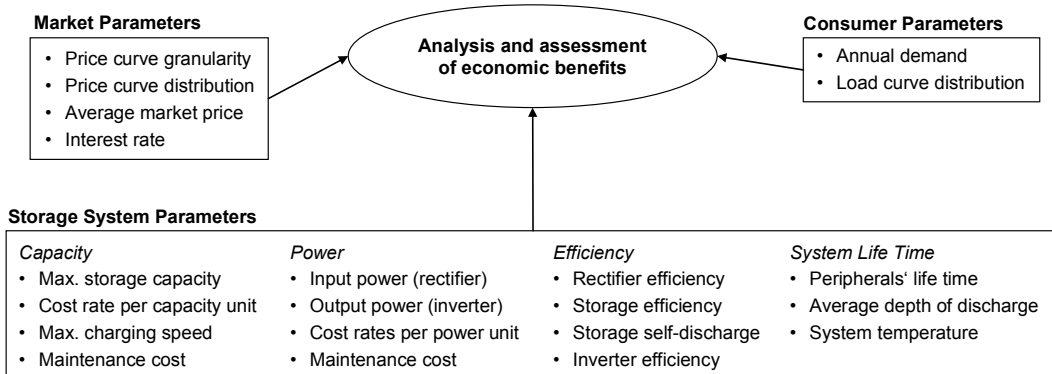 Market Parameters
• Price curve granularity
• Price curve distribution
• Average market price
• Interest rate
Analysis and assessment
of economic benefits
Consumer Parameters
• Annual demand
• Load curve distribution
Storage System Parameters
Capacity
• Max. storage capacity
• Cost rate per capacity unit
• Max. charging speed
• Maintenance cost
Power
• Input power (rectifier)
• Output power (inverter)
• Cost rates per power unit
• Maintenance cost
Efficiency
• Rectifier efficiency
• Storage efficiency
• Storage self-discharge
• Inverter efficiency
System Life Time
• Peripherals‘ life time
• Average depth of discharge
• System temperature